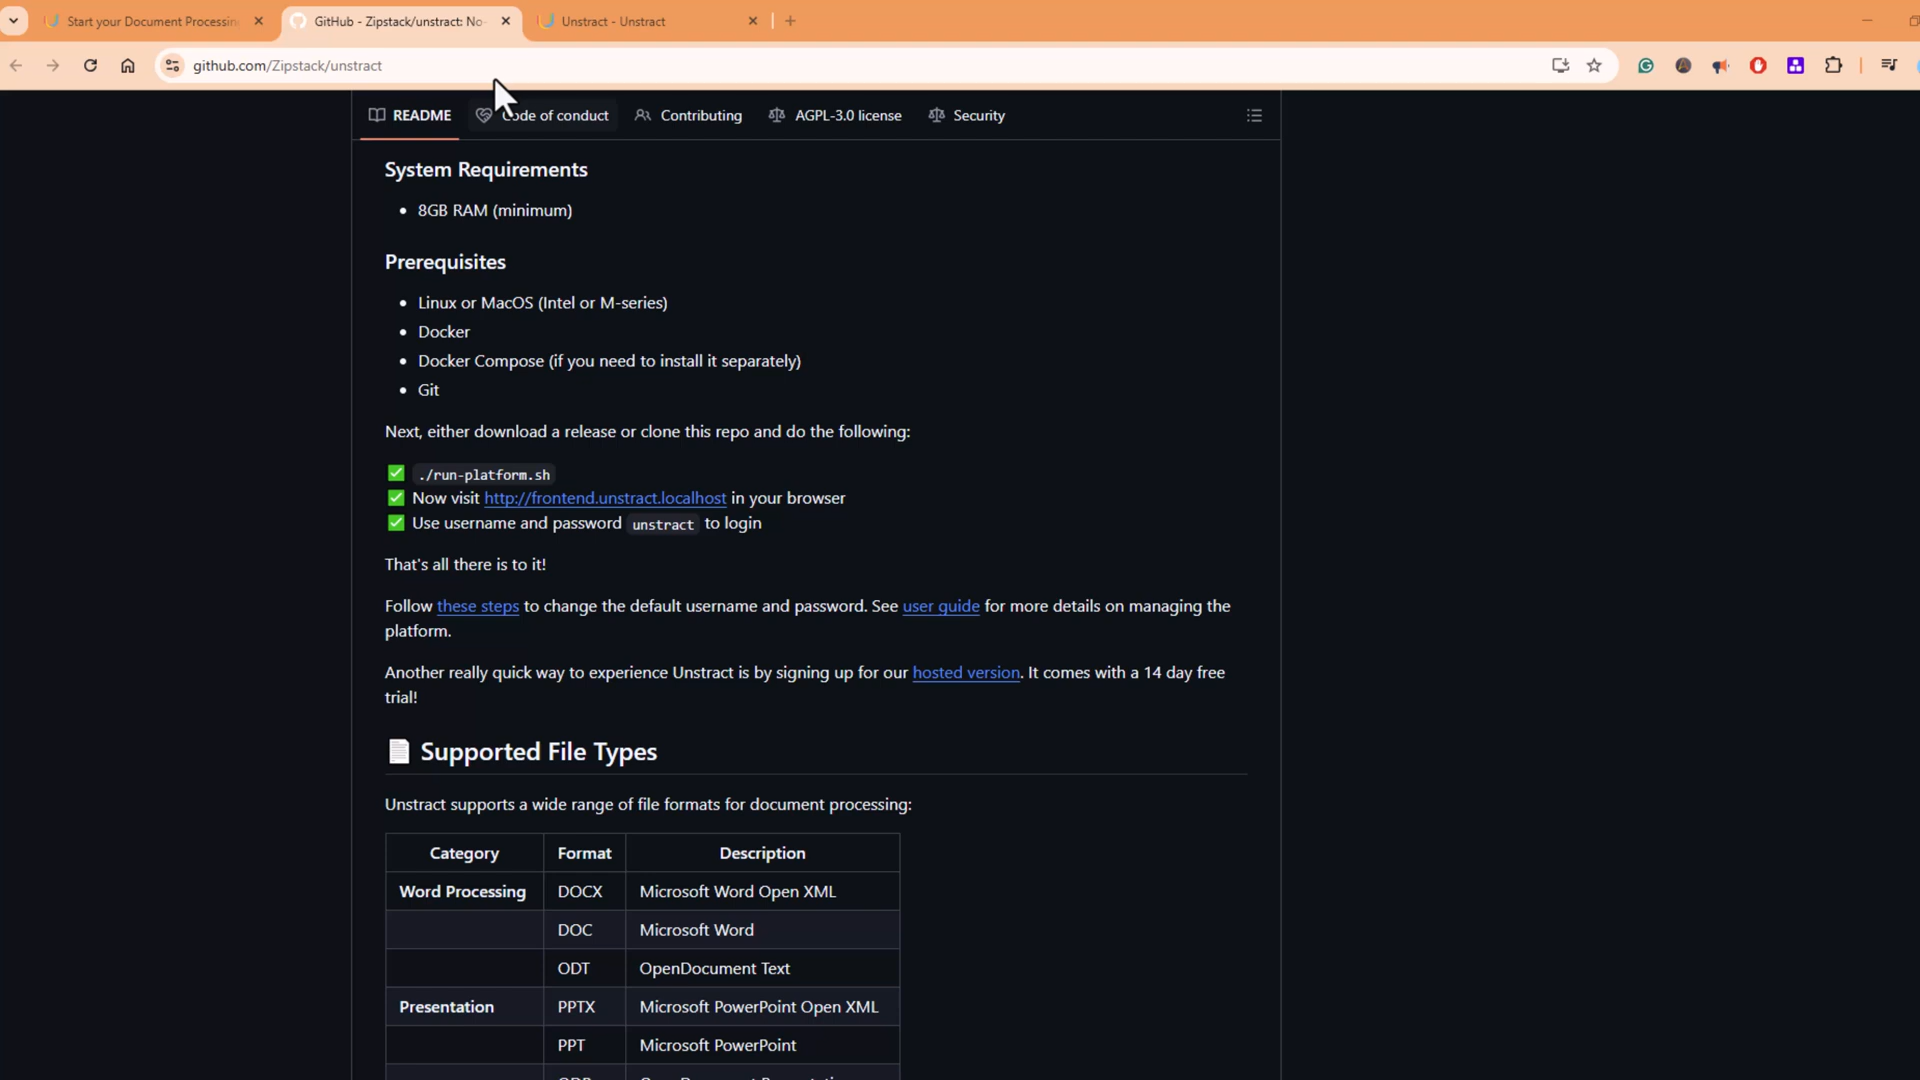 Start your Document Processing
GitHub - Zipstack/unstract: No-
Unstract - Unstract
github.com/Zipstack/unstract
README
Code of conduct
Contributing
AGPL-3.0 license
Security
System Requirements
8GB RAM (minimum)
Prerequisites
Linux or MacOS (Intel or M-series)
Docker
Docker Compose (if you need to install it separately)
Git
Next, either download a release or clone this repo and do the following:
./run-platform.sh
Now visit http://frontend.unstract.localhost in your browser
Use username and password unstract to login
That's all there is to it!
Follow these steps to change the default username and password. See user guide for more details on managing the
platform.
Another really quick way to experience Unstract is by signing up for our hosted version. It comes with a 14 day free
trial!
Supported File Types
Unstract supports a wide range of file formats for document processing:
Category Format Description
Word Processing DOCX Microsoft Word Open XML
DOC Microsoft Word
ODT OpenDocument Text
Presentation PPTX Microsoft PowerPoint Open XML
PPT Microsoft PowerPoint